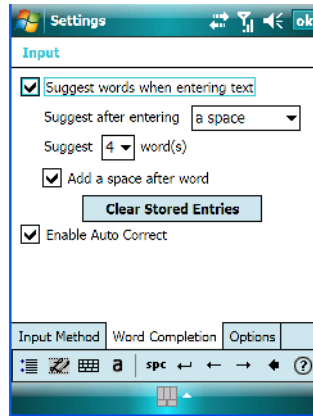 Settings ok
Input
Suggest words when entering text
Suggest after entering a space
Suggest 4 word(s)
Add a space after word
Clear Stored Entries
Enable Auto Correct
Input Method Word Completion Options
a spc ?